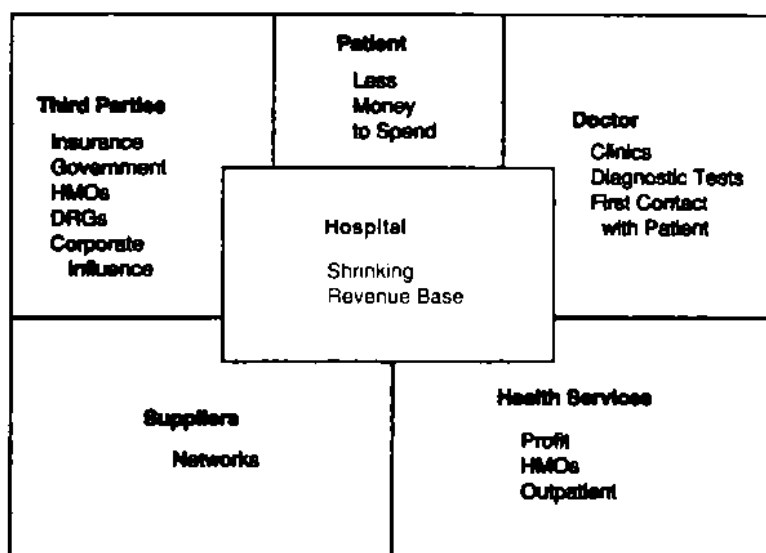 Patient
Less
Money
to Spend
Third Parties
Insurance
Government
HMOs
DRGs
Corporate
Influence
Doctor
Clinics
Diagnostic Tests
First Contact
with Patient
Hospital
Shrinking
Revenue Base
Suppliers
Networks
Health Services
Profit
HMOs
Outpatient